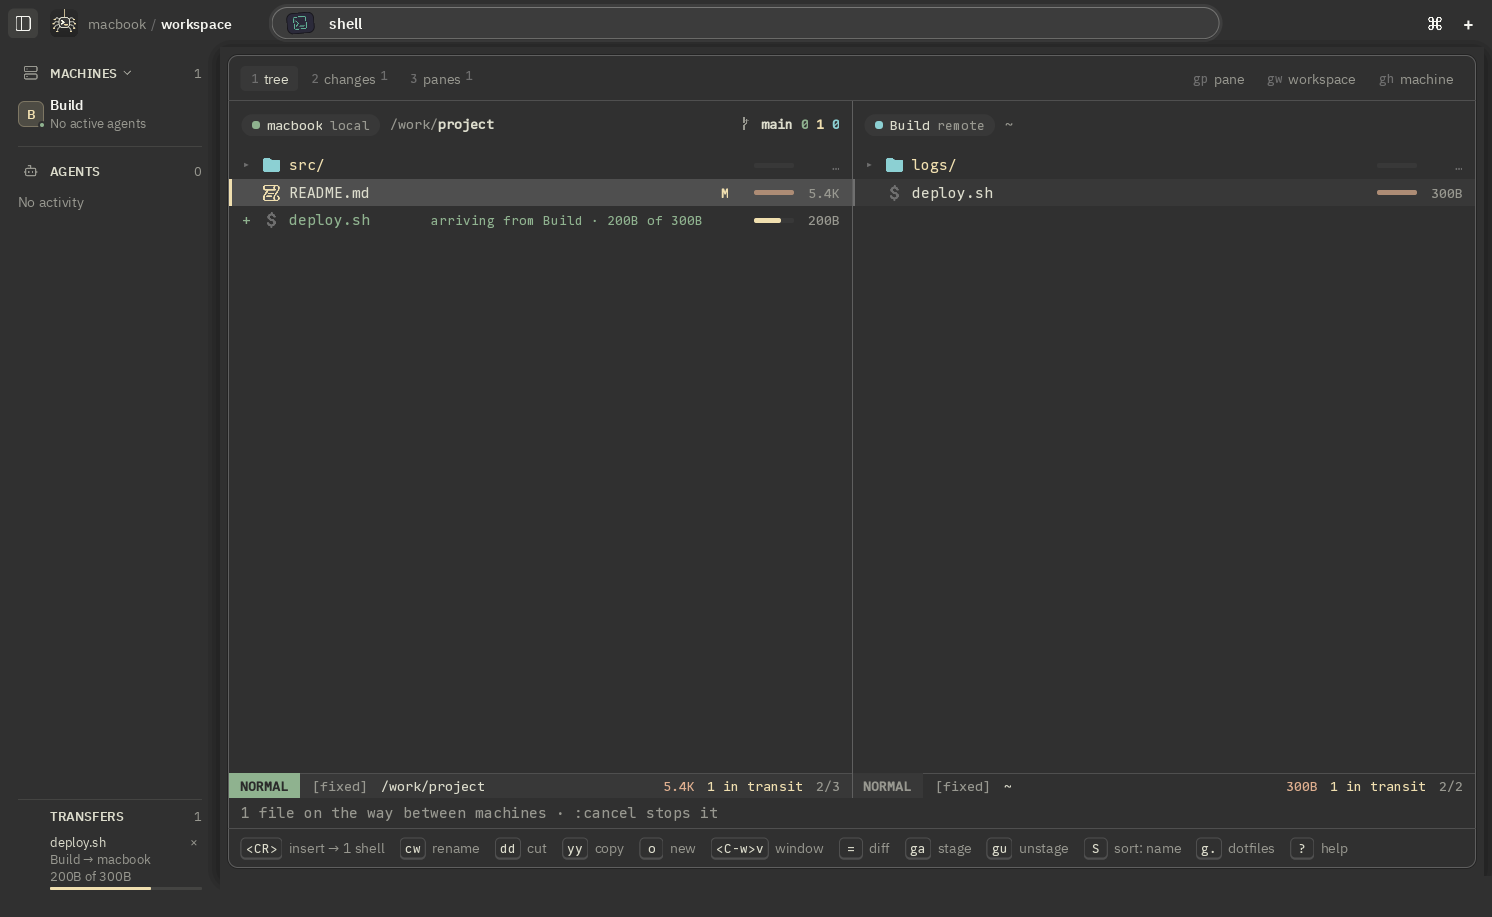 macbook / workspace
shell
⌘ +
MACHINES 1
B Build
No active agents
AGENTS 0
No activity
1 tree 2 changes 1 3 panes 1 gp pane gw workspace gh machine
macbook local /work/project main 0 1 0
▸ src/ …
README.md M 5.4K
+ $ deploy.sh arriving from Build · 200B of 300B 200B
Build remote ~
▸ logs/ …
$ deploy.sh 300B
NORMAL [fixed] /work/project 5.4K 1 in transit 2/3
NORMAL [fixed] ~ 300B 1 in transit 2/2
1 file on the way between machines · :cancel stops it
<CR> insert → 1 shell cw rename dd cut yy copy o new <C-w>v window = diff ga stage gu unstage S sort: name g. dotfiles ? help
TRANSFERS 1
deploy.sh ×
Build → macbook
200B of 300B